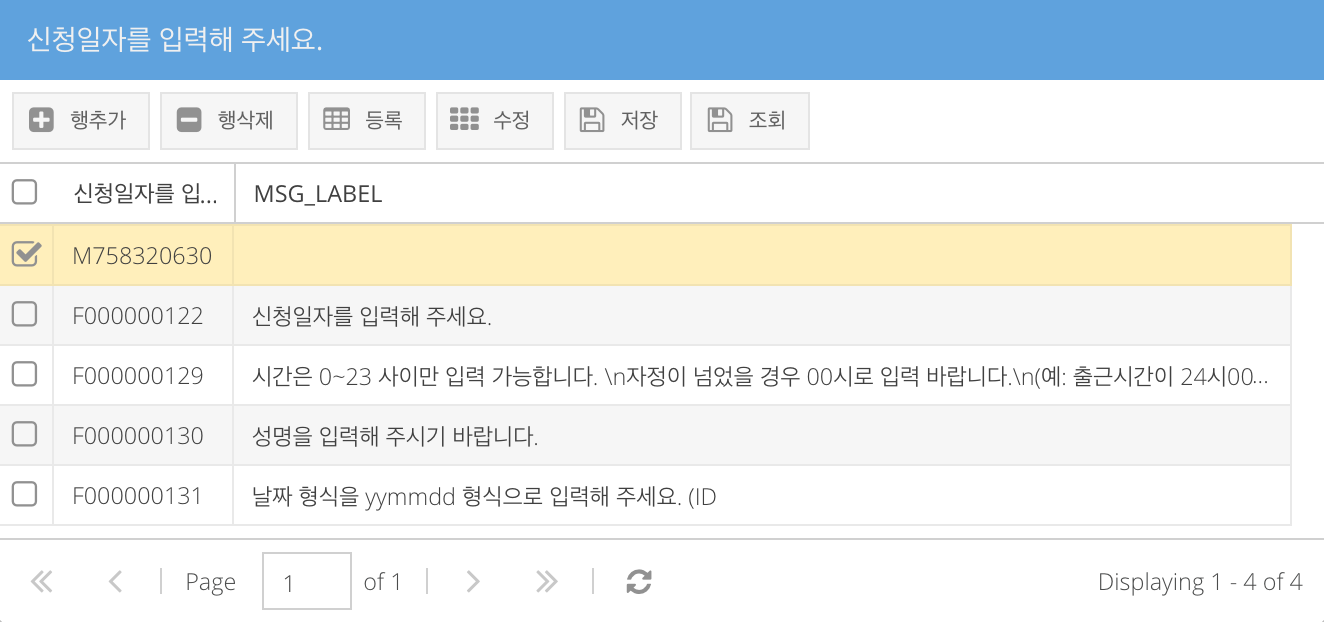 신청일자를 입력해 주세요.
행추가 행삭제 등록 수정 저장 조회
신청일자를 입... MSG_LABEL
M758320630
F000000122 신청일자를 입력해 주세요.
F000000129 시간은 0~23 사이만 입력 가능합니다. \n자정이 넘었을 경우 00시로 입력 바랍니다.\n(예: 출근시간이 24시00...
F000000130 성명을 입력해 주시기 바랍니다.
F000000131 날짜 형식을 yymmdd 형식으로 입력해 주세요. (ID
Page 1 of 1 Displaying 1 - 4 of 4